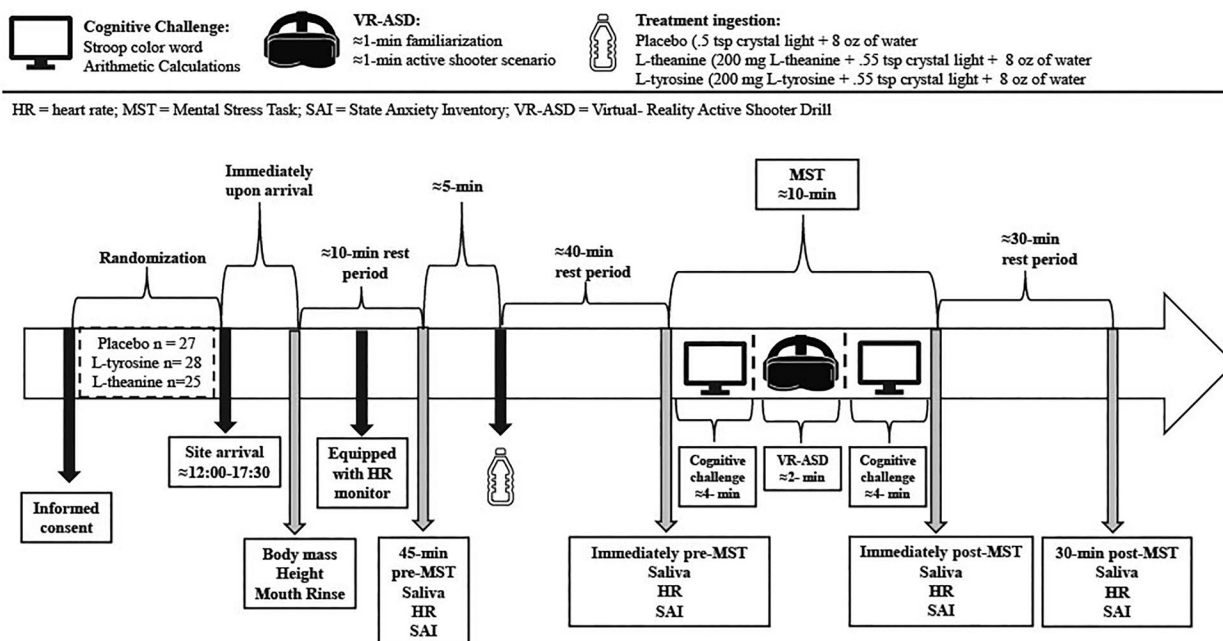 Cognitive Challenge:
Stroop color word
Arithmetic Calculations
VR-ASD:
≈1-min familiarization
≈1-min active shooter scenario
Treatment ingestion:
Placebo (.5 tsp crystal light + 8 oz of water
L-theanine (200 mg L-theanine + .55 tsp crystal light + 8 oz of water
L-tyrosine (200 mg L-tyrosine + .55 tsp crystal light + 8 oz of water
HR = heart rate; MST = Mental Stress Task; SAI = State Anxiety Inventory; VR-ASD = Virtual- Reality Active Shooter Drill
Randomization
Immediately
upon arrival
≈10-min rest
period
≈5-min
≈40-min
rest period
MST
≈10-min
≈30-min
rest period
Placebo n = 27
L-tyrosine n= 28
L-theanine n=25
Informed
consent
Site arrival
≈12:00-17:30
Body mass
Height
Mouth Rinse
Equipped
with HR
monitor
45-min
pre-MST
Saliva
HR
SAI
Immediately pre-MST
Saliva
HR
SAI
Cognitive
challenge
≈4- min
VR-ASD
≈2- min
Cognitive
challenge
≈4- min
Immediately post-MST
Saliva
HR
SAI
30-min post-MST
Saliva
HR
SAI